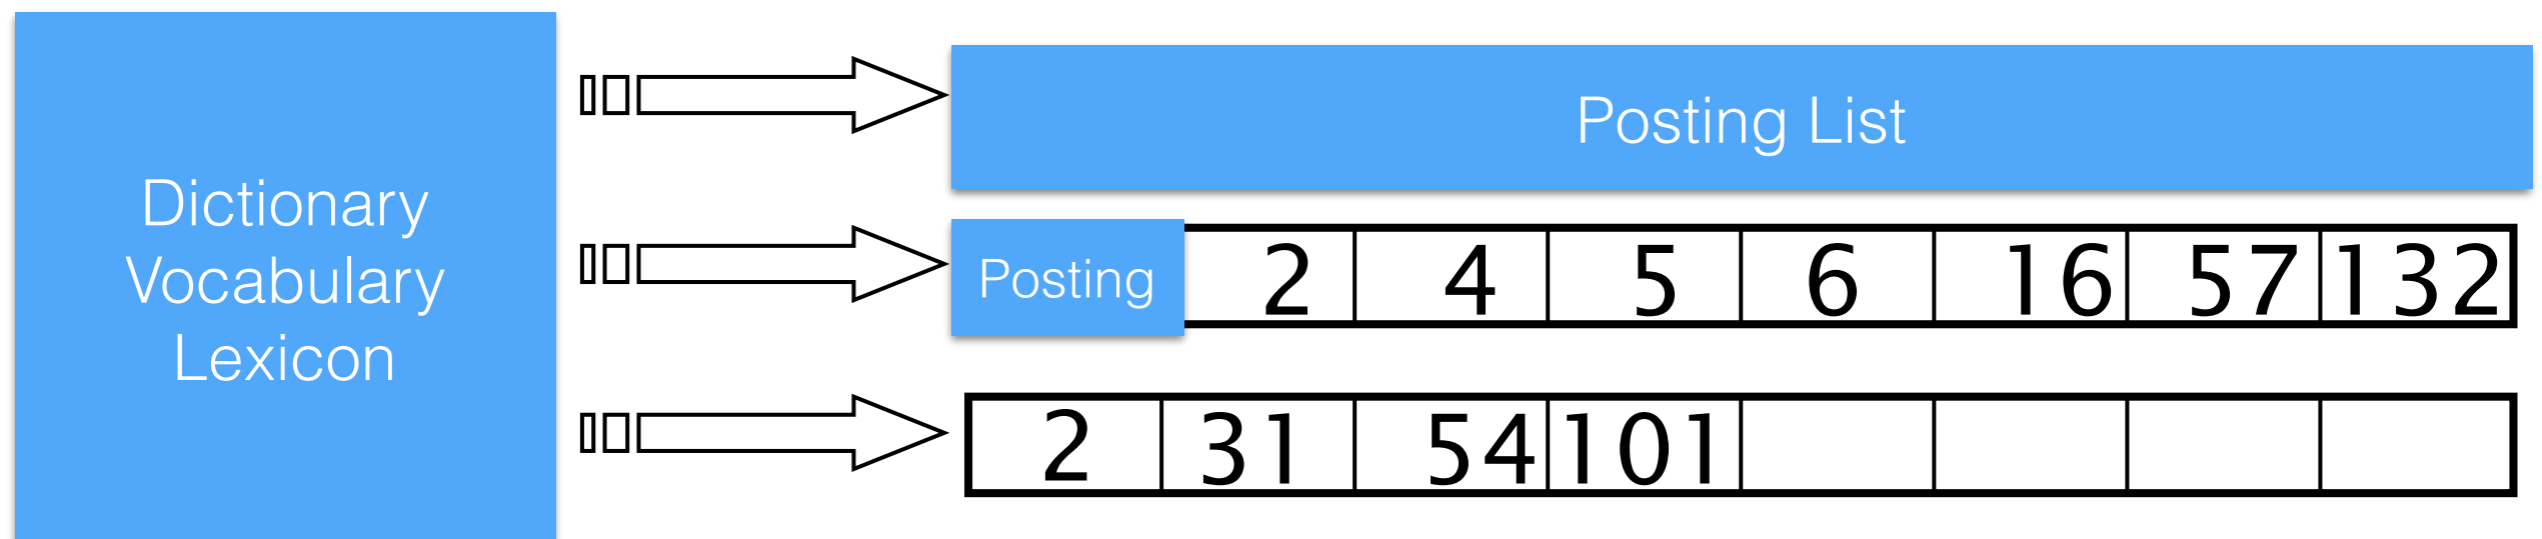 Dictionary
Vocabulary
Lexicon
Posting List
Posting 2 4 5 6 16 57 132
2 31 54 101